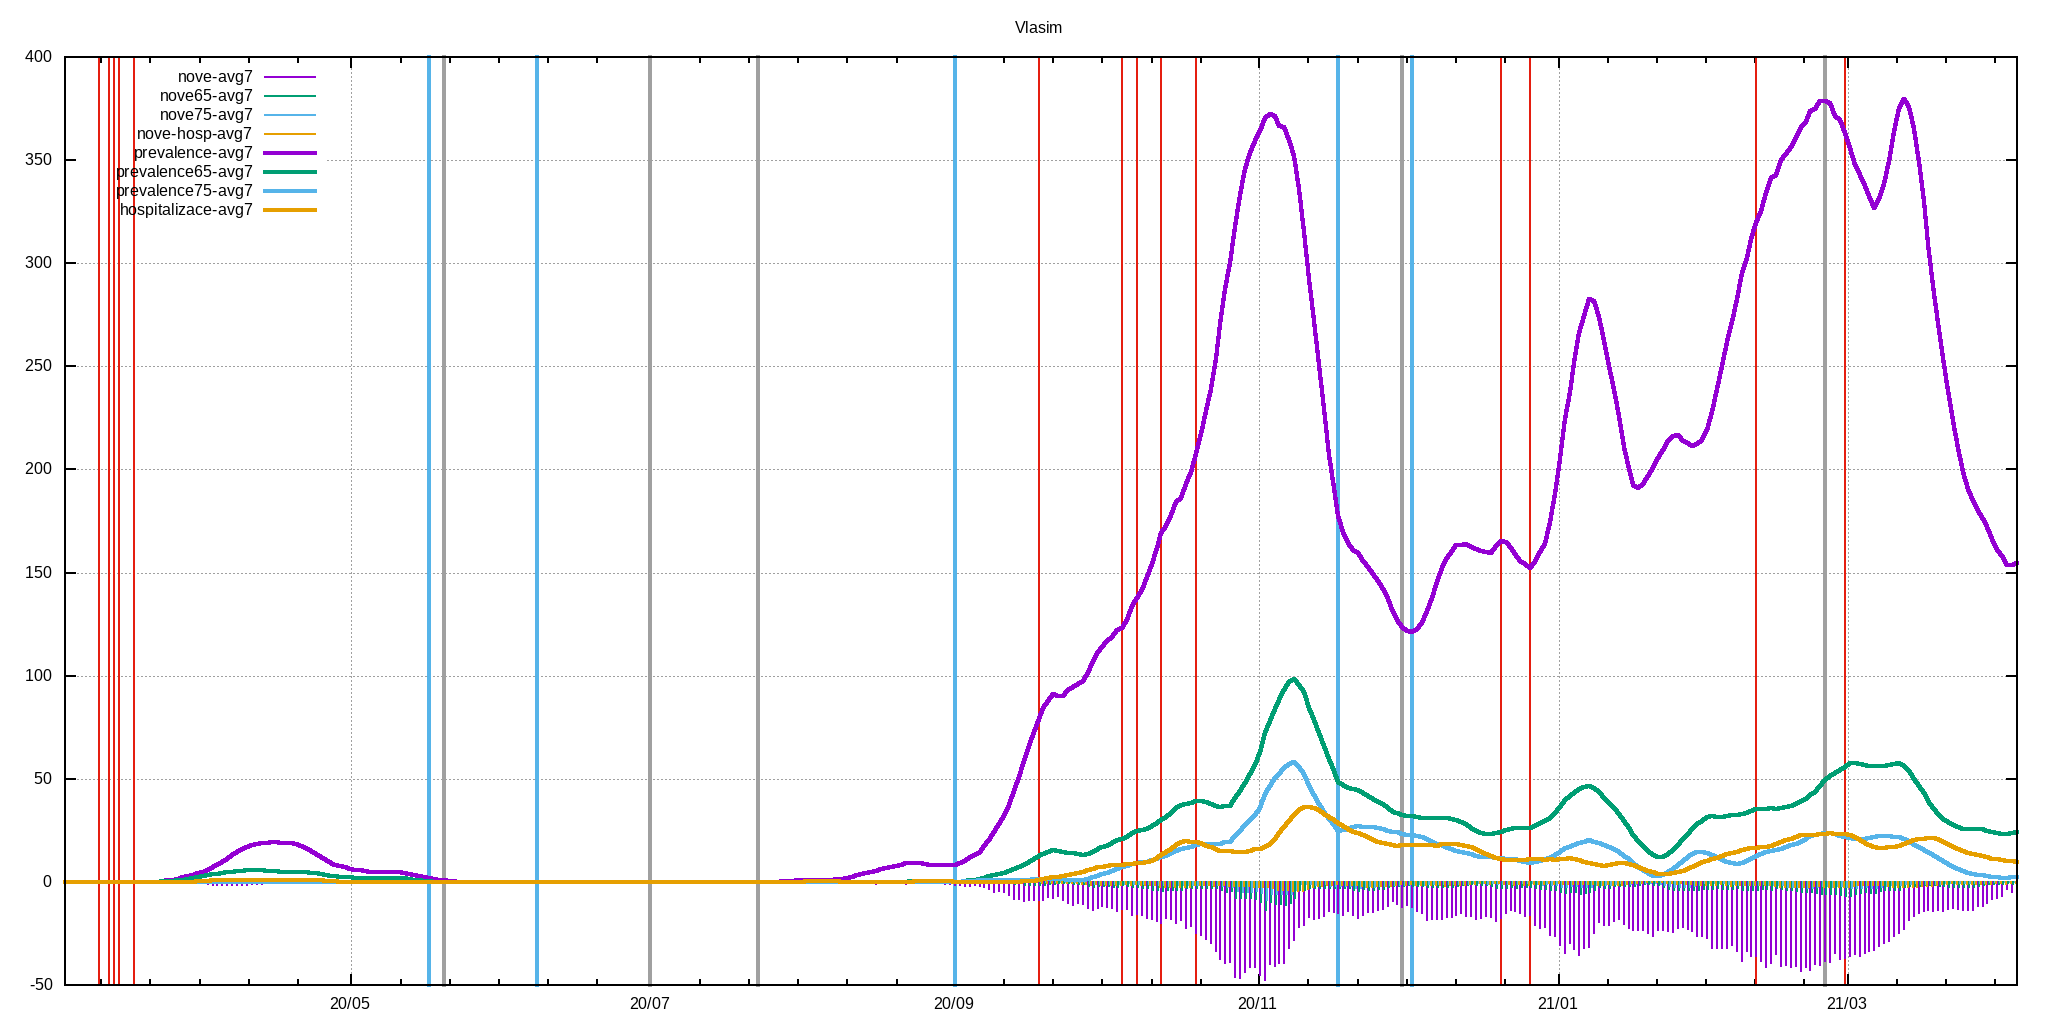 Vlasim
400
350
300
250
200
150
100
50
0
-50
nove-avg7
nove65-avg7
nove75-avg7
nove-hosp-avg7
prevalence-avg7
prevalence65-avg7
prevalence75-avg7
hospitalizace-avg7
20/05
20/07
20/09
20/11
21/01
21/03